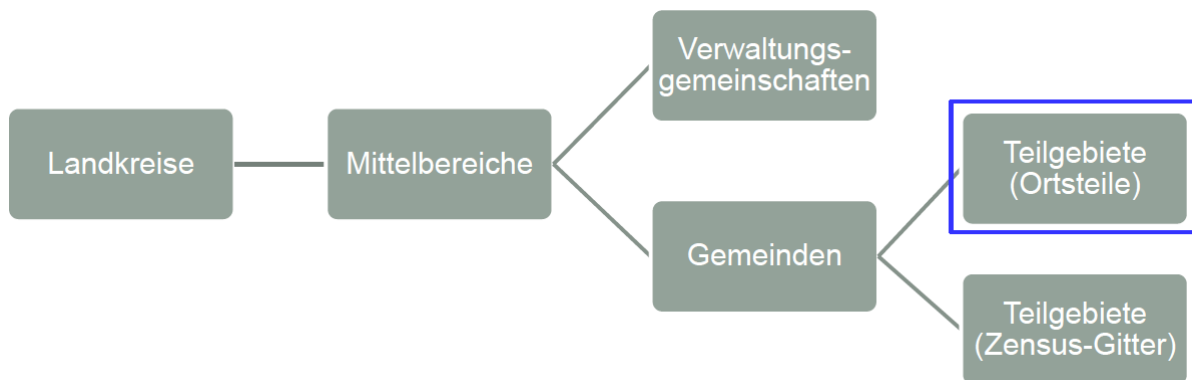 Landkreise
Mittelbereiche
Verwaltungs-
gemeinschaften
Gemeinden
Teilgebiete
(Ortsteile)
Teilgebiete
(Zensus-Gitter)